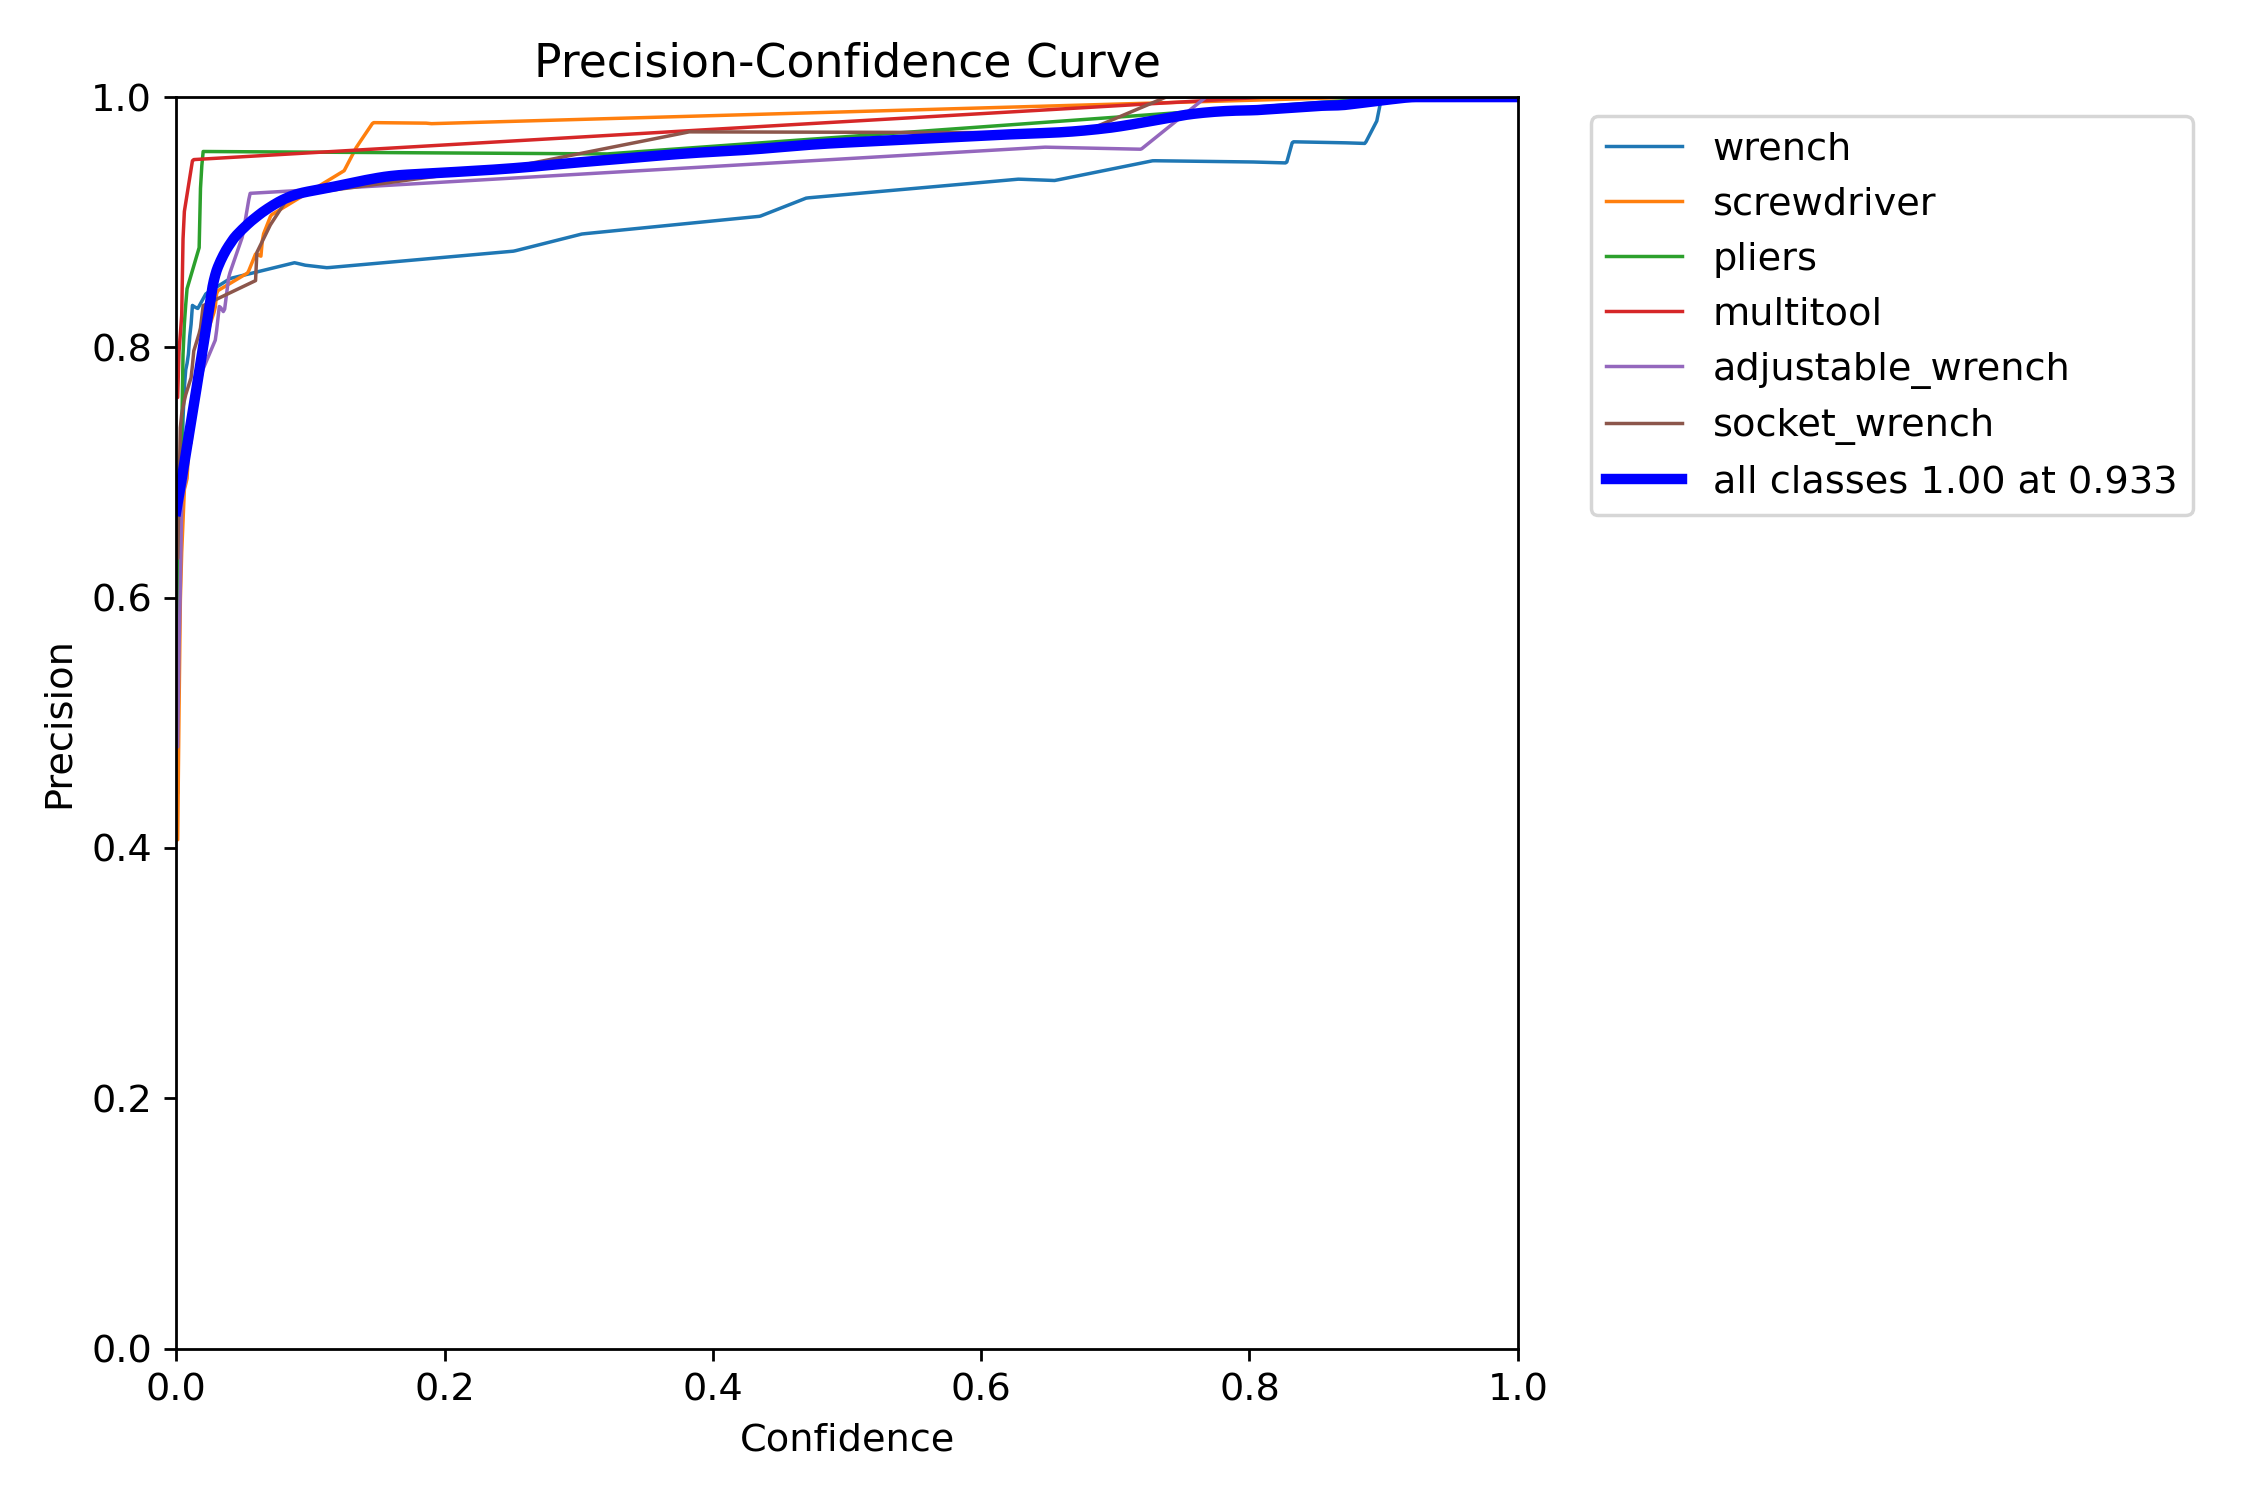 Precision-Confidence Curve
1.0
0.8
0.6
0.4
0.2
0.0
Precision
0.0 0.2 0.4 0.6 0.8 1.0
Confidence
wrench
screwdriver
pliers
multitool
adjustable_wrench
socket_wrench
all classes 1.00 at 0.933